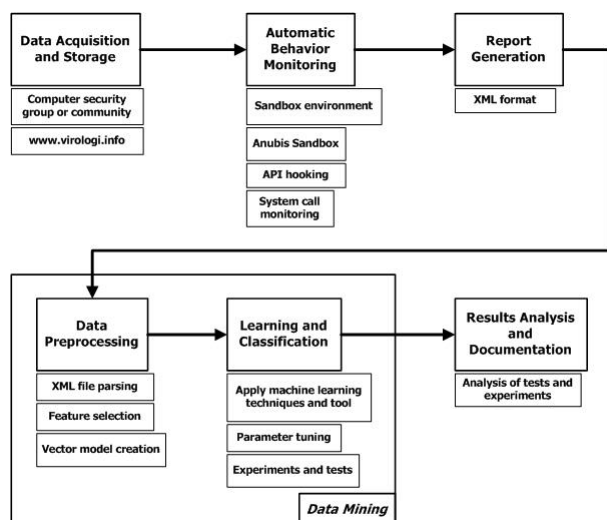 Data Acquisition
and Storage
Computer security
group or community
www.virologi.info
Automatic
Behavior
Monitoring
Sandbox environment
Anubis Sandbox
API hooking
System call
monitoring
Report
Generation
XML format
Data
Preprocessing
XML file parsing
Feature selection
Vector model creation
Learning and
Classification
Apply machine learning
techniques and tool
Parameter tuning
Experiments and tests
Data Mining
Results Analysis
and
Documentation
Analysis of tests and
experiments